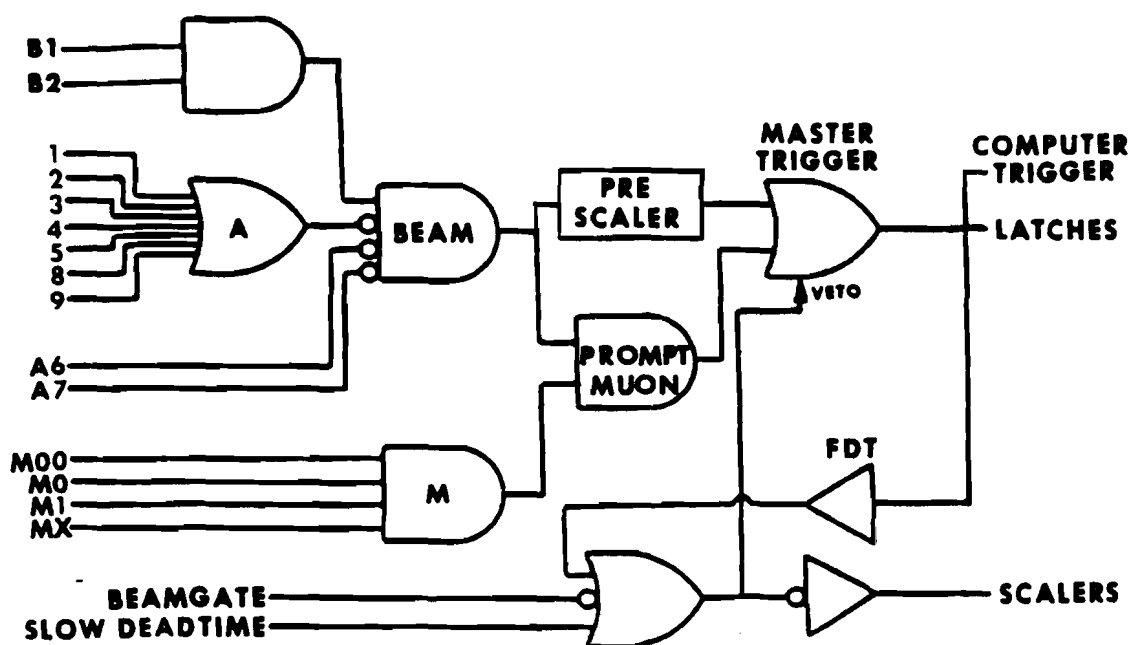 B1
B2
1
2
3
4
5
8
9
A
BEAM
A6
A7
PRE
SCALER
MASTER
TRIGGER
COMPUTER
TRIGGER
LATCHES
VETO
PROMPT
MUON
M00
M0
M1
MX
M
FDT
BEAMGATE
SLOW DEADTIME
SCALERS